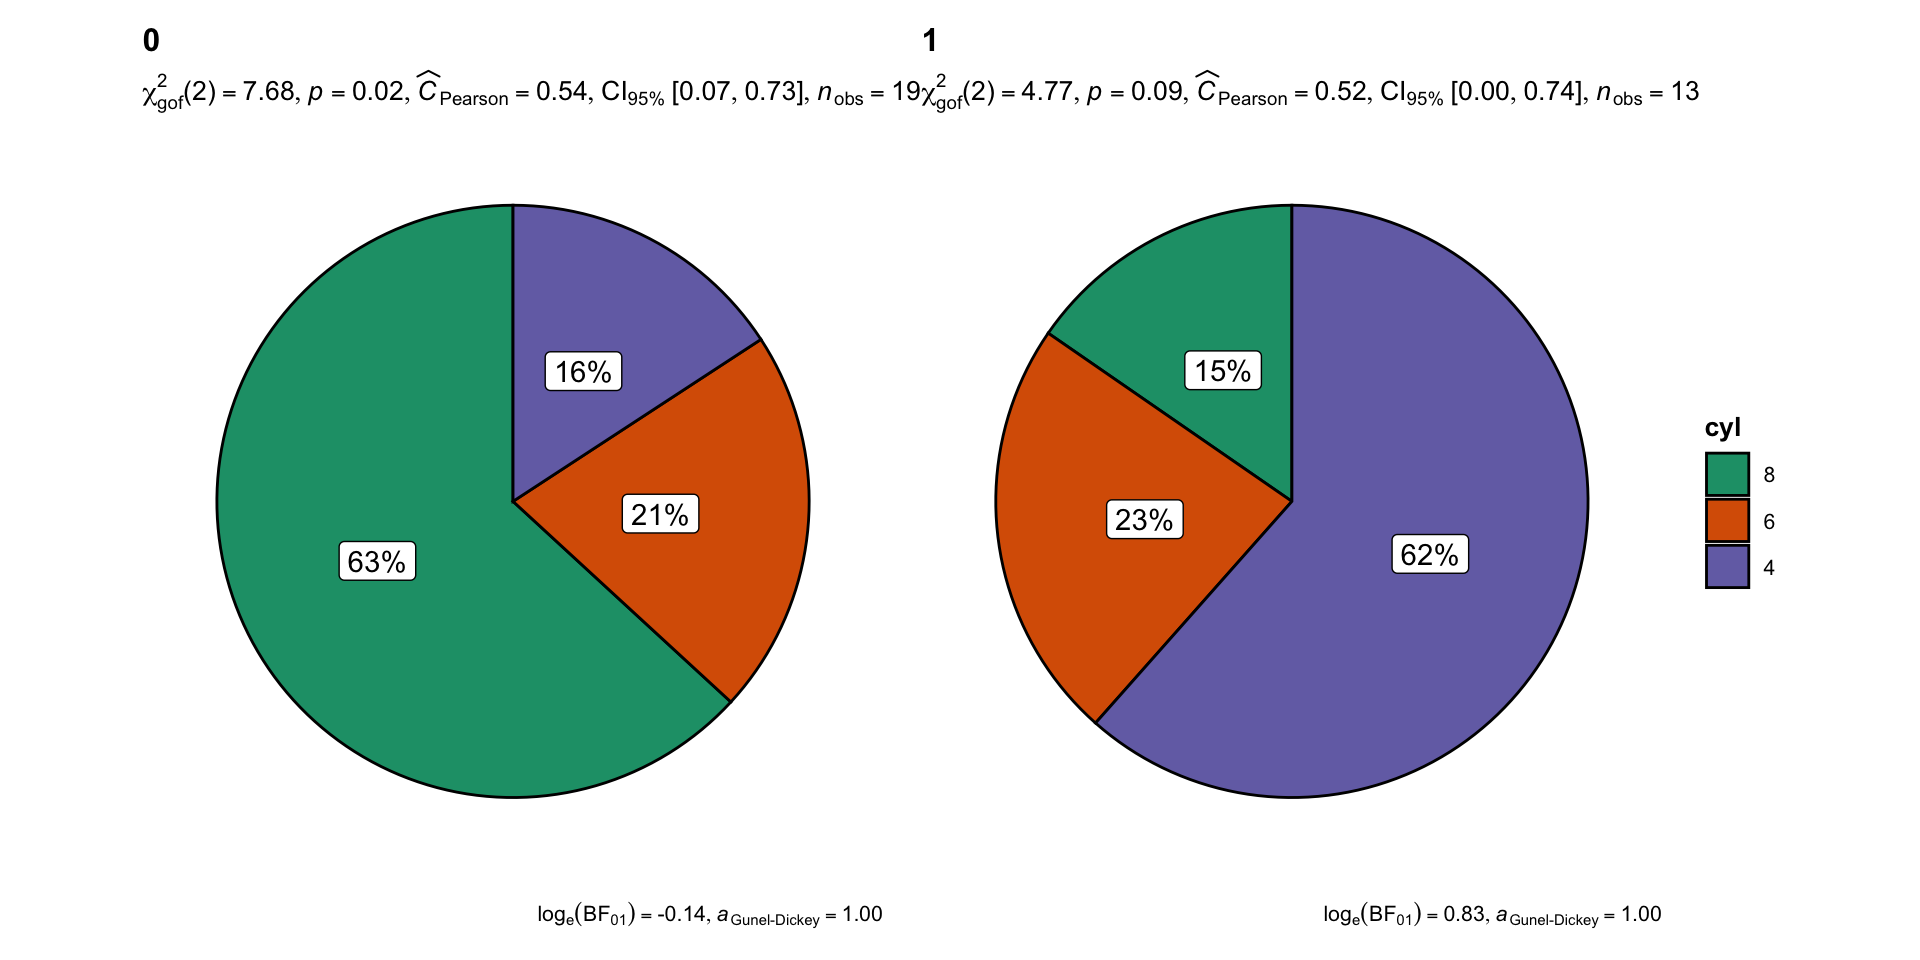 0
χ²gof(2) = 7.68, p = 0.02, ĈPearson = 0.54, CI95% [0.07, 0.73], nobs = 19
1
χ²gof(2) = 4.77, p = 0.09, ĈPearson = 0.52, CI95% [0.00, 0.74], nobs = 13
16%
21%
63%
15%
23%
62%
cyl
8
6
4
loge(BF01) = -0.14, aGunel-Dickey = 1.00
loge(BF01) = 0.83, aGunel-Dickey = 1.00